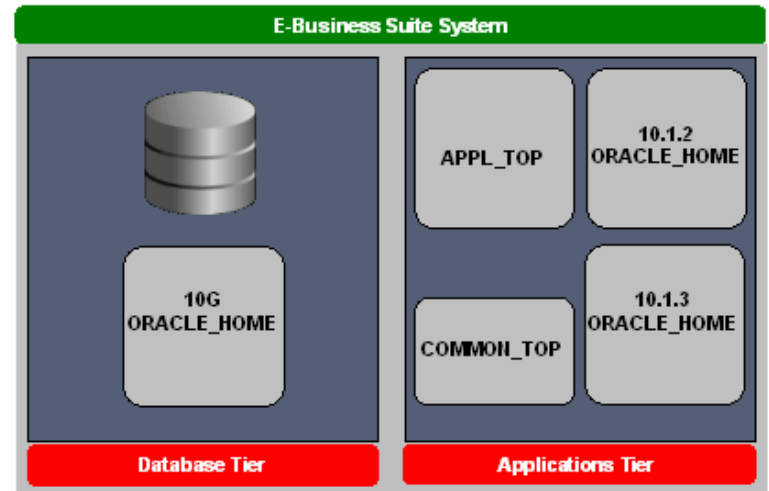 E-Business Suite System
10G
ORACLE_HOME
Database Tier
APPL_TOP
10.1.2
ORACLE_HOME
COMMON_TOP
10.1.3
ORACLE_HOME
Applications Tier